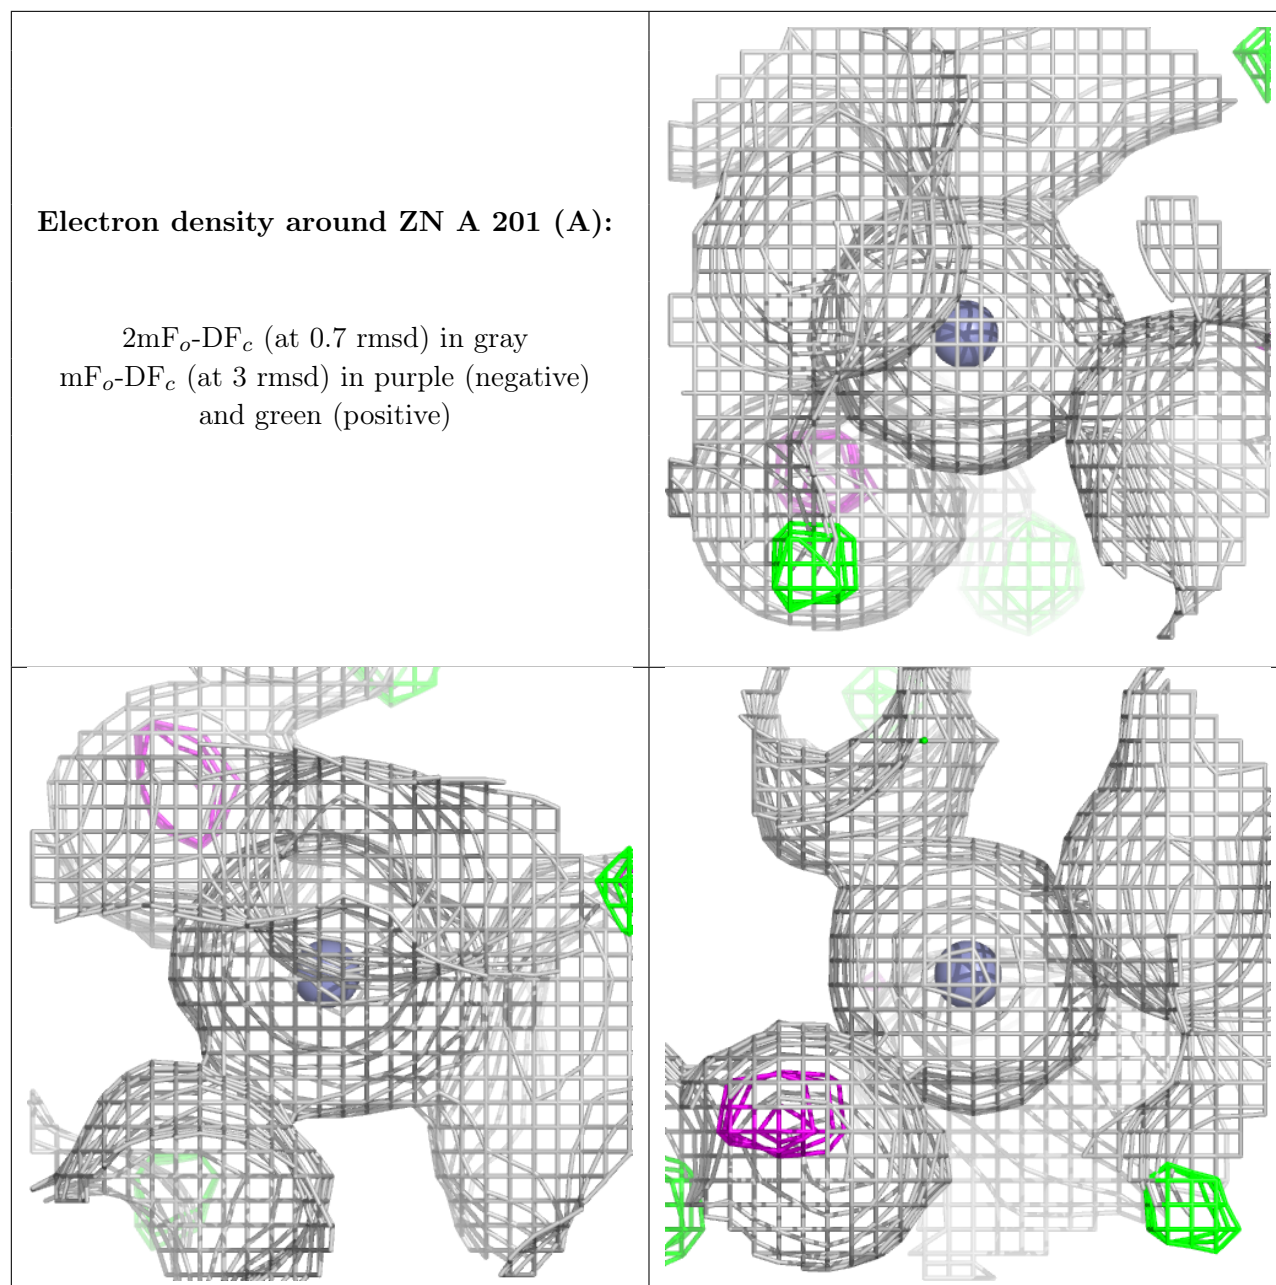 Electron density around ZN A 201 (A):
2mFo-DFc (at 0.7 rmsd) in gray
mFo-DFc (at 3 rmsd) in purple (negative)
and green (positive)